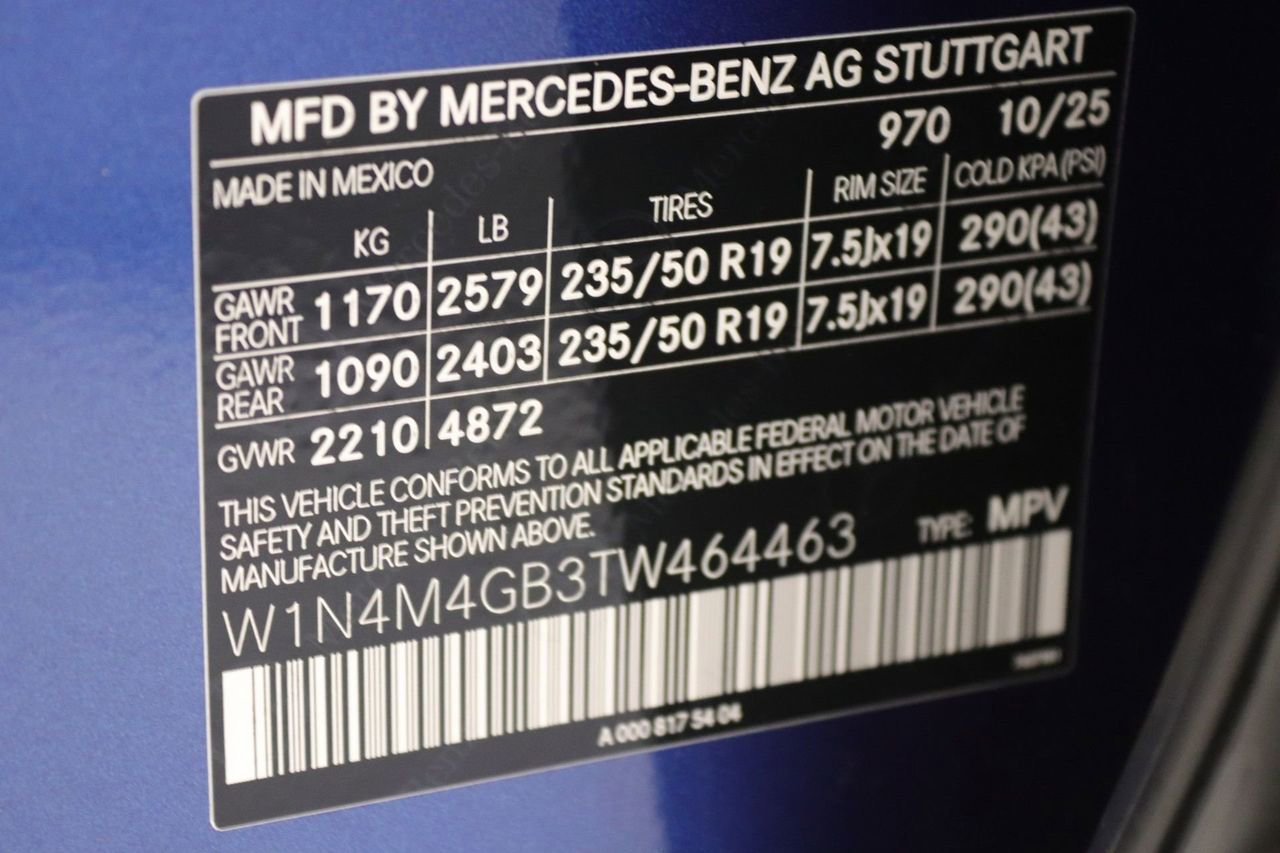 MFD BY MERCEDES-BENZ AG STUTTGART
970 10/25
MADE IN MEXICO
KG LB TIRES RIM SIZE COLD KPA(PSI)
GAWR FRONT 1170 2579 235/50 R19 7.5Jx19 290(43)
GAWR REAR 1090 2403 235/50 R19 7.5Jx19 290(43)
GVWR 2210 4872
THIS VEHICLE CONFORMS TO ALL APPLICABLE FEDERAL MOTOR VEHICLE
SAFETY AND THEFT PREVENTION STANDARDS IN EFFECT ON THE DATE OF
MANUFACTURE SHOWN ABOVE.
W1N4M4GB3TW464463 TYPE: MPV
A 000 817 54 04